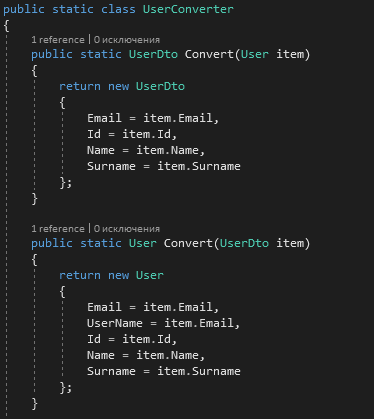 public static class UserConverter
{
1 reference | 0 исключения
public static UserDto Convert(User item)
{
return new UserDto
{
Email = item.Email,
Id = item.Id,
Name = item.Name,
Surname = item.Surname
};
}
1 reference | 0 исключения
public static User Convert(UserDto item)
{
return new User
{
Email = item.Email,
UserName = item.Email,
Id = item.Id,
Name = item.Name,
Surname = item.Surname
};
}